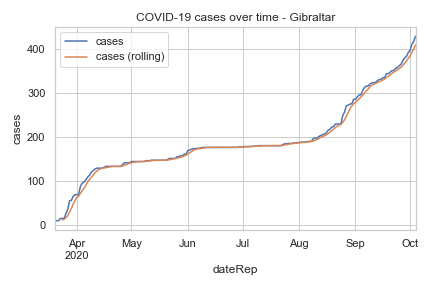 COVID-19 cases over time - Gibraltar
cases
cases (rolling)
400
300
200
100
0
cases
Apr May Jun Jul Aug Sep Oct
2020
dateRep